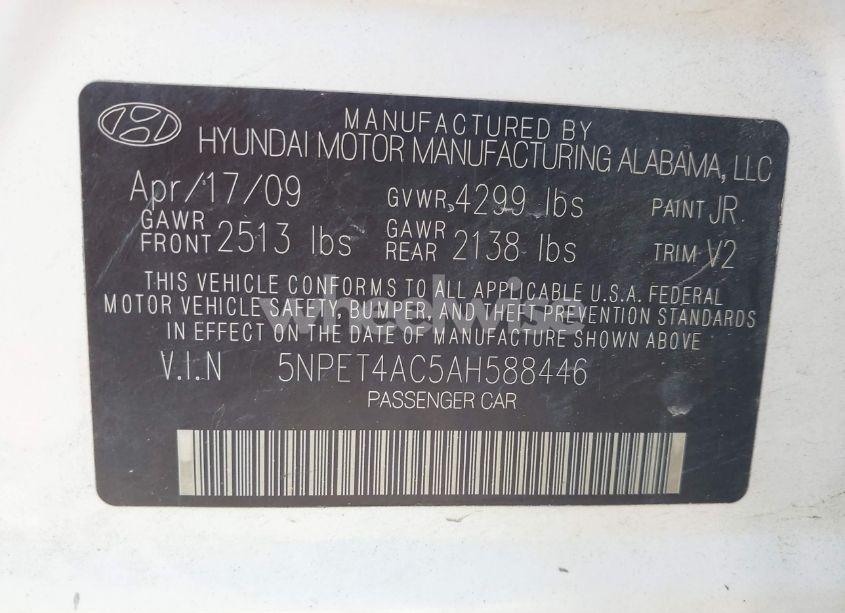 MANUFACTURED BY
HYUNDAI MOTOR MANUFACTURING ALABAMA, LLC
Apr/17/09 GVWR 4299 lbs PAINT JR
GAWR FRONT 2513 lbs GAWR REAR 2138 lbs TRIM V2
THIS VEHICLE CONFORMS TO ALL APPLICABLE U.S.A. FEDERAL
MOTOR VEHICLE SAFETY, BUMPER, AND THEFT PREVENTION STANDARDS
IN EFFECT ON THE DATE OF MANUFACTURE SHOWN ABOVE.
V.I.N 5NPET4AC5AH588446
PASSENGER CAR
wheelwise